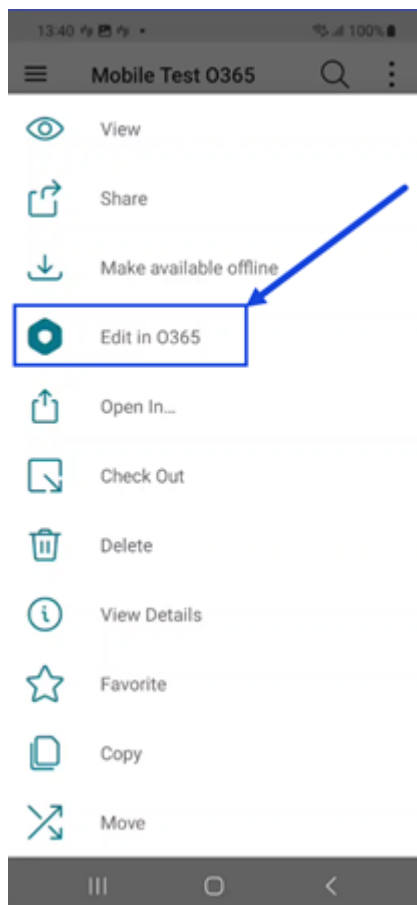 13:40
100%
Mobile Test O365
View
Share
Make available offline
Edit in O365
Open In...
Check Out
Delete
View Details
Favorite
Copy
Move